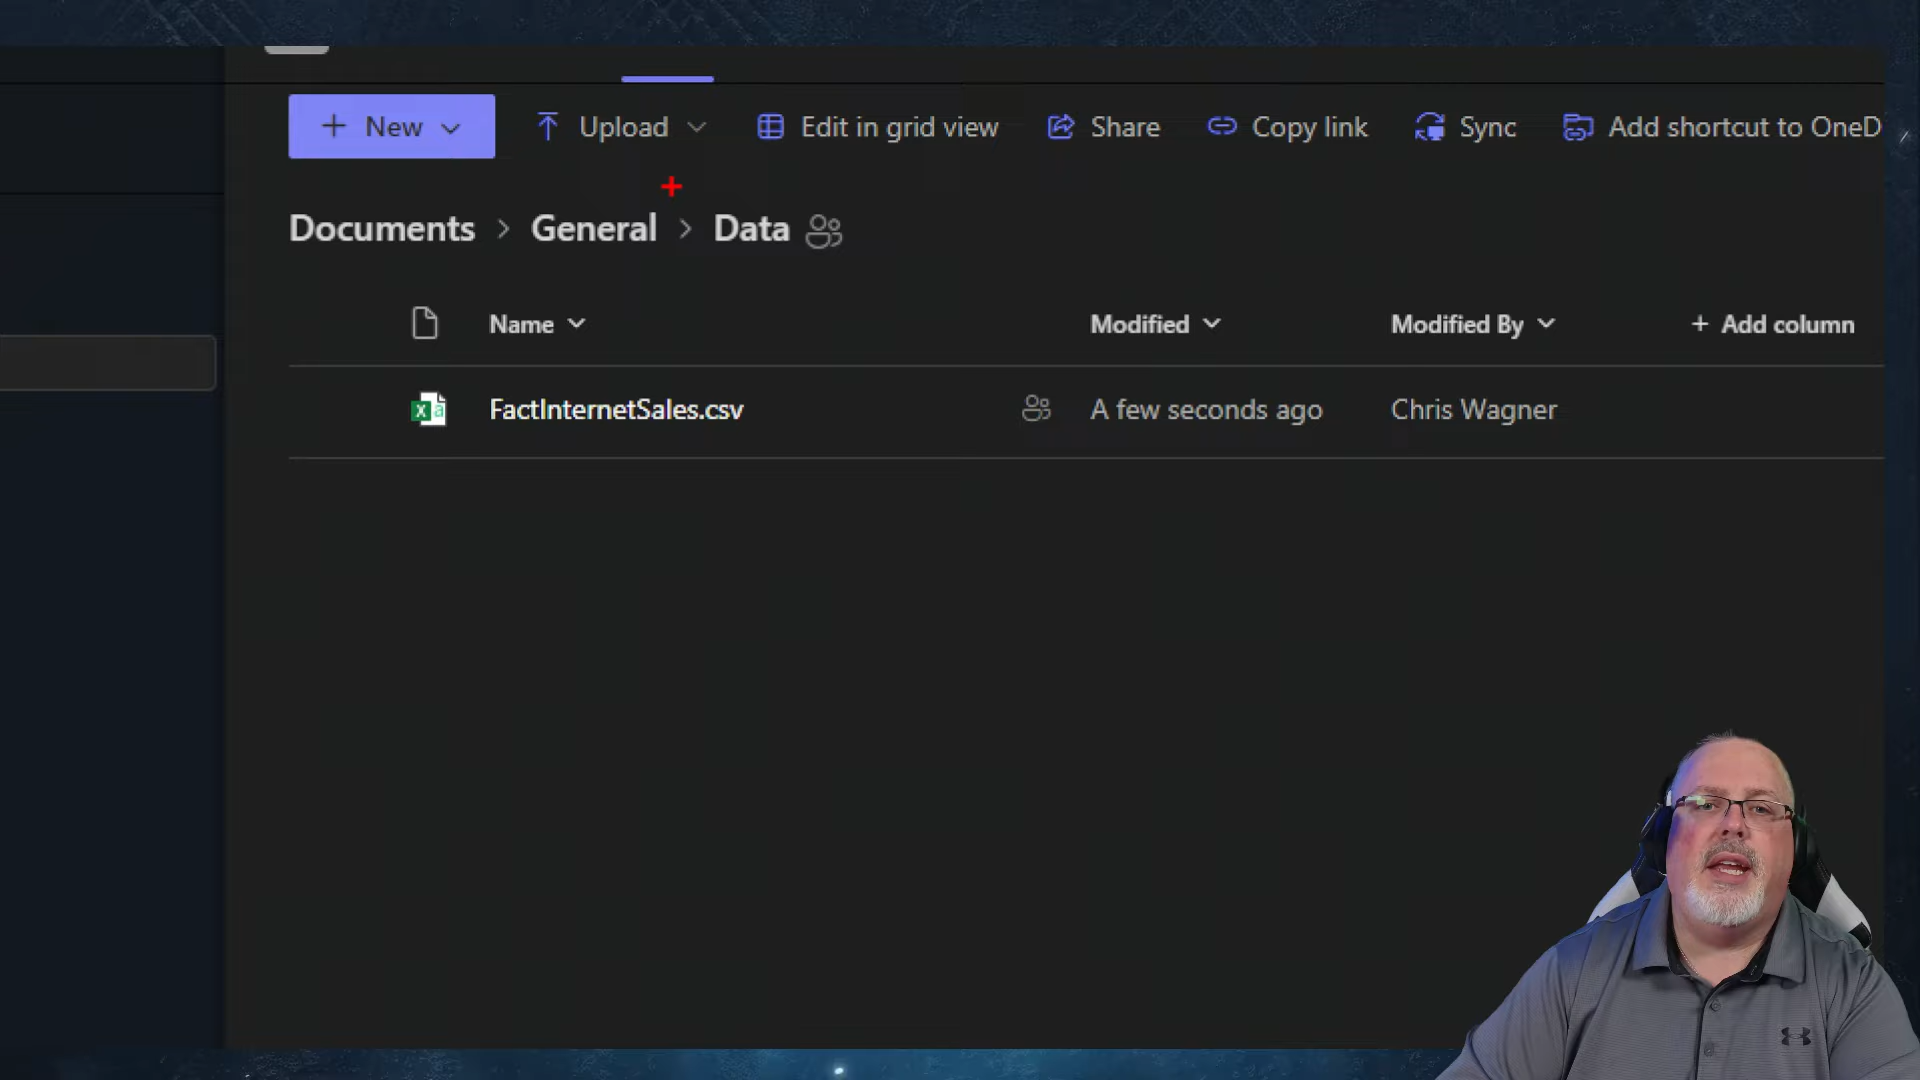 New Upload Edit in grid view Share Copy link Sync Add shortcut to OneD
Documents > General > Data
Name Modified Modified By + Add column
FactInternetSales.csv A few seconds ago Chris Wagner